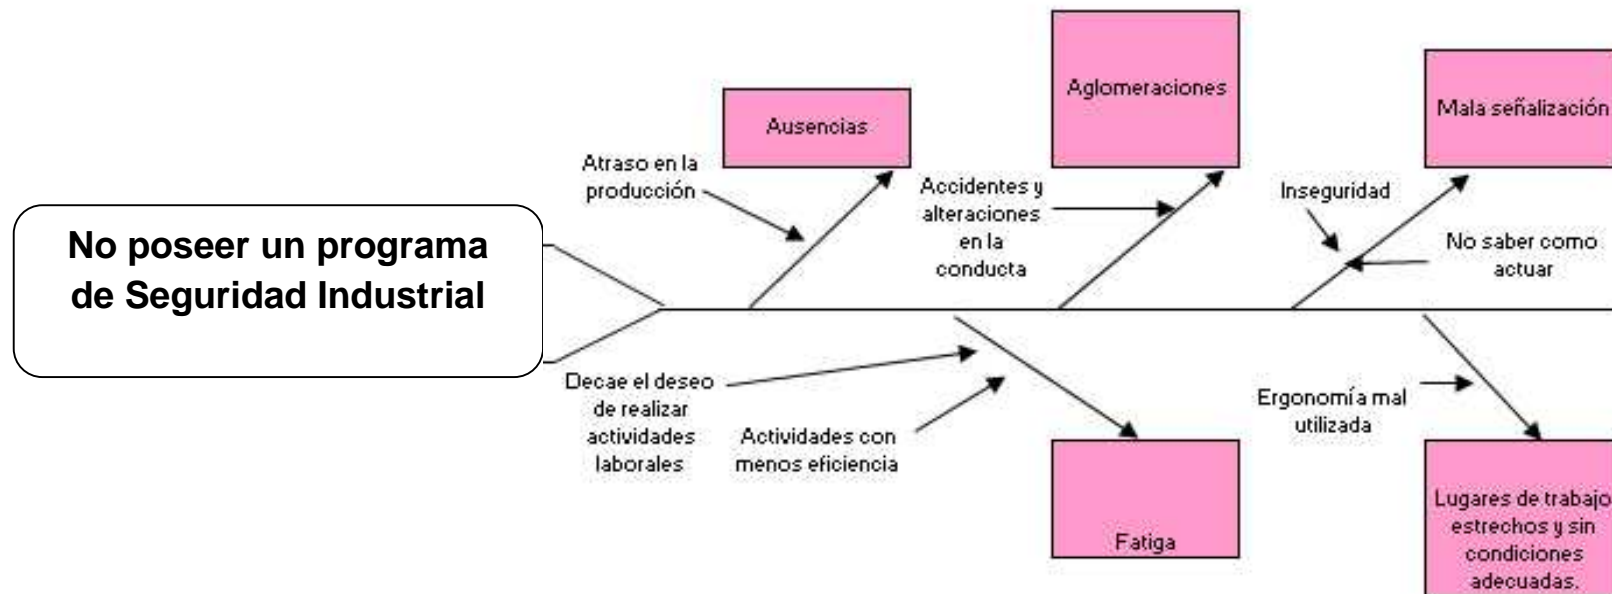 No poseer un programa
de Seguridad Industrial
Ausencias
Aglomeraciones
Mala señalización
Atraso en la
producción
Accidentes y
alteraciones
en la
conducta
Inseguridad
No saber como
actuar
Decae el deseo
de realizar
actividades
laborales
Actividades con
menos eficiencia
Fatiga
Ergonomía mal
utilizada
Lugares de trabajo
estrechos y sin
condiciones
adecuadas.